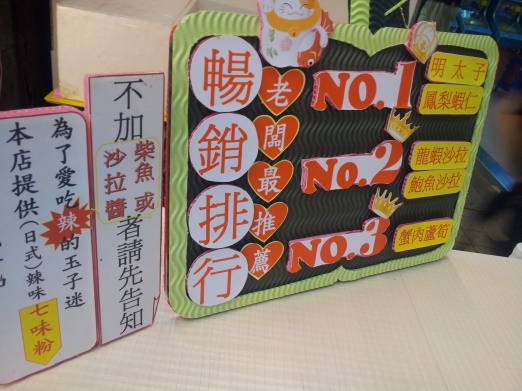 為了愛吃辣的玉子迷
本店提供(日式)辣味
七味粉
不加柴魚或
沙拉醬者請先告知
暢銷排行
老闆最推薦
NO.1
明太子
鳳梨蝦仁
NO.2
龍蝦沙拉
鮑魚沙拉
NO.3
蟹肉蘆筍